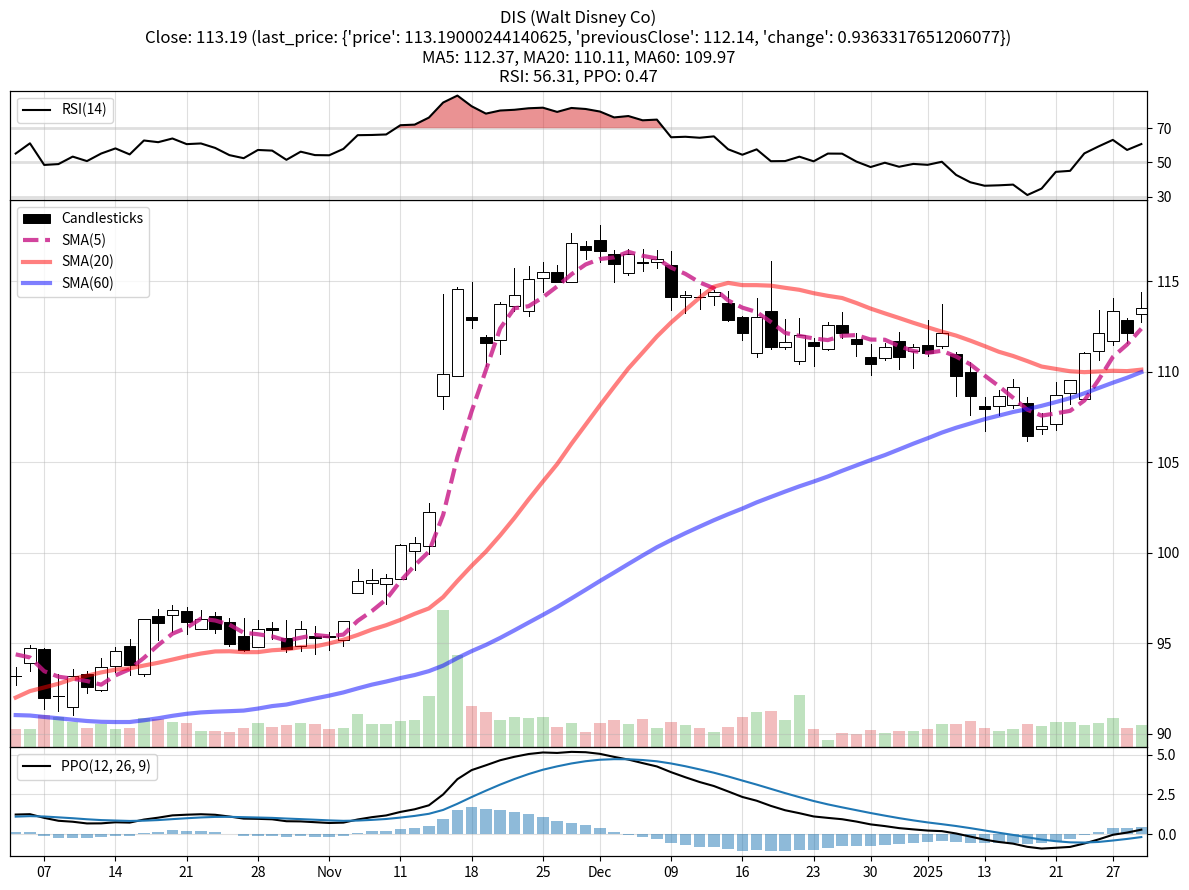 DIS (Walt Disney Co)
Close: 113.19 (last_price: {'price': 113.19000244140625, 'previousClose': 112.14, 'change': 0.9363317651206077})
MA5: 112.37, MA20: 110.11, MA60: 109.97
RSI: 56.31, PPO: 0.47
RSI(14)
70
50
30
Candlesticks
SMA(5)
SMA(20)
SMA(60)
115
110
105
100
95
90
PPO(12, 26, 9)
5.0
2.5
0.0
07 14 21 28 Nov 11 18 25 Dec 09 16 23 30 2025 13 21 27